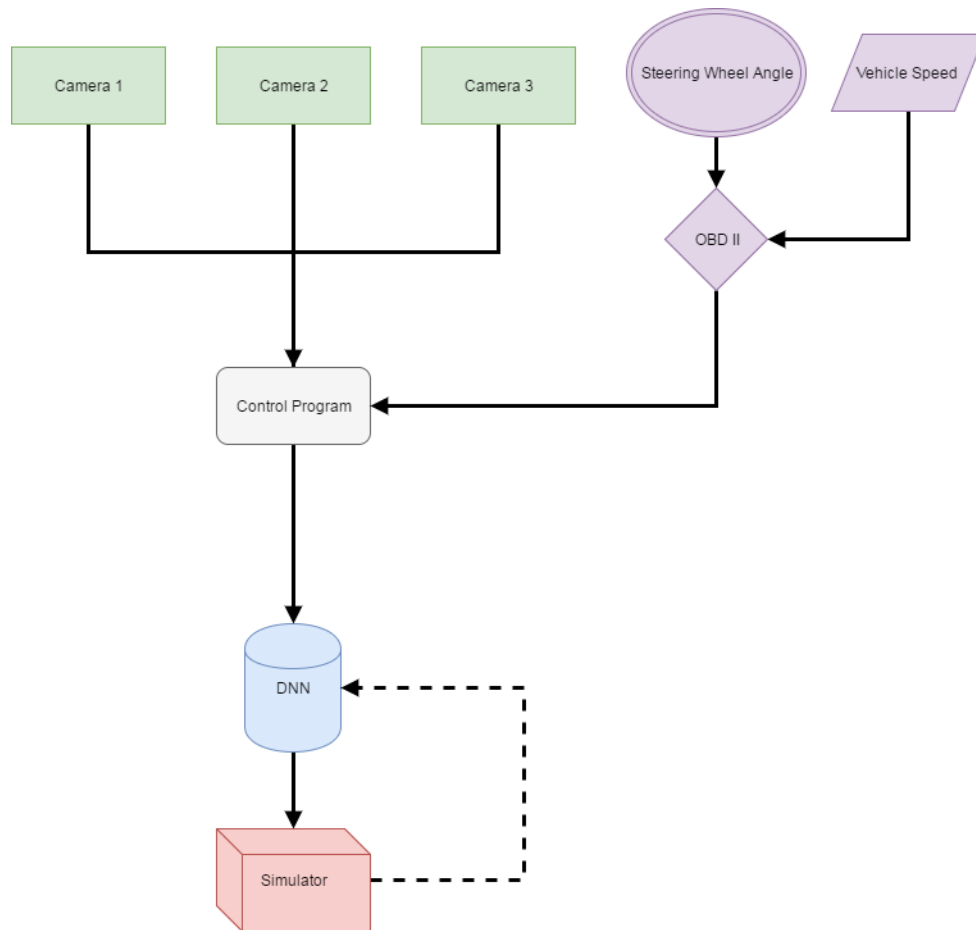 Camera 1
Camera 2
Camera 3
Steering Wheel Angle
Vehicle Speed
OBD II
Control Program
DNN
Simulator